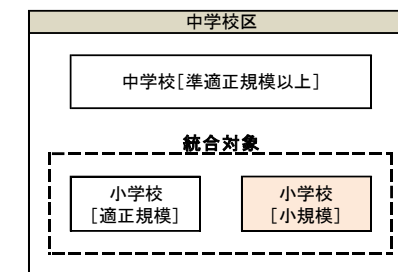 中学校区
中学校［準適正規模以上］
統合対象
小学校
［適正規模］
小学校
［小規模］